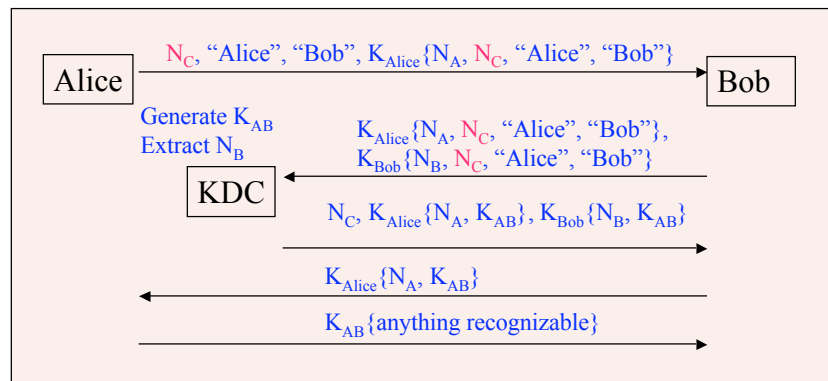 N_C, “Alice”, “Bob”, K_Alice{N_A, N_C, “Alice”, “Bob”}
Alice
Bob
Generate K_AB
Extract N_B
K_Alice{N_A, N_C, “Alice”, “Bob”},
K_Bob{N_B, N_C, “Alice”, “Bob”}
KDC
N_C, K_Alice{N_A, K_AB}, K_Bob{N_B, K_AB}
K_Alice{N_A, K_AB}
K_AB{anything recognizable}